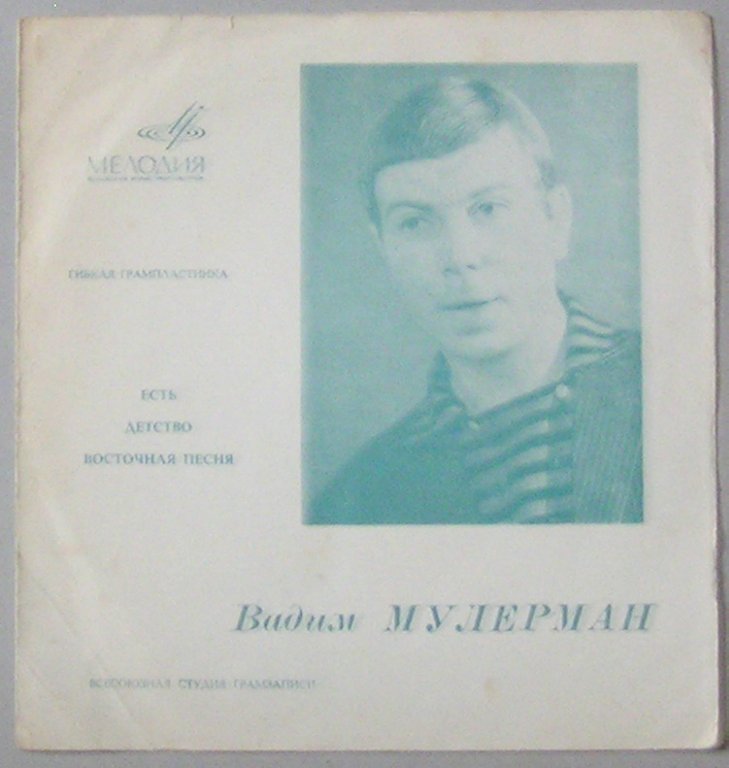 МЕЛОДИЯ
ГИБКАЯ ГРАМПЛАСТИНКА
ЕСТЬ
ДЕТСТВО
ВОСТОЧНАЯ ПЕСНЯ
Вадим МУЛЕРМАН
ВСЕСОЮЗНАЯ СТУДИЯ ГРАМЗАПИСИ